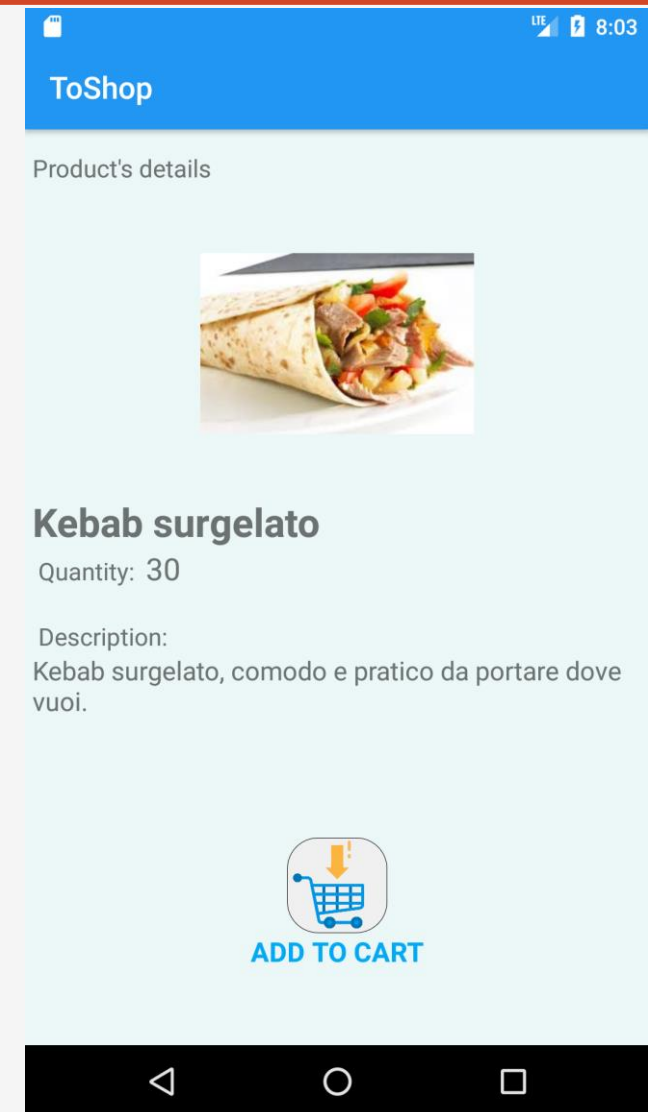 LTE 8:03
ToShop
Product's details
Kebab surgelato
Quantity: 30
Description:
Kebab surgelato, comodo e pratico da portare dove
vuoi.
ADD TO CART